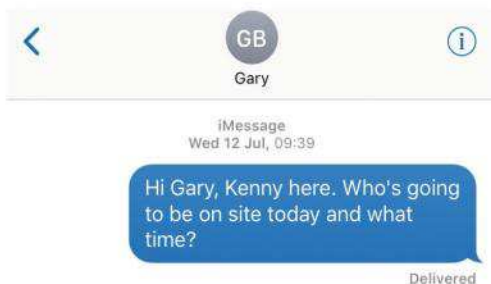 GB
Gary
iMessage
Wed 12 Jul, 09:39
Hi Gary, Kenny here. Who's going
to be on site today and what
time?
Delivered